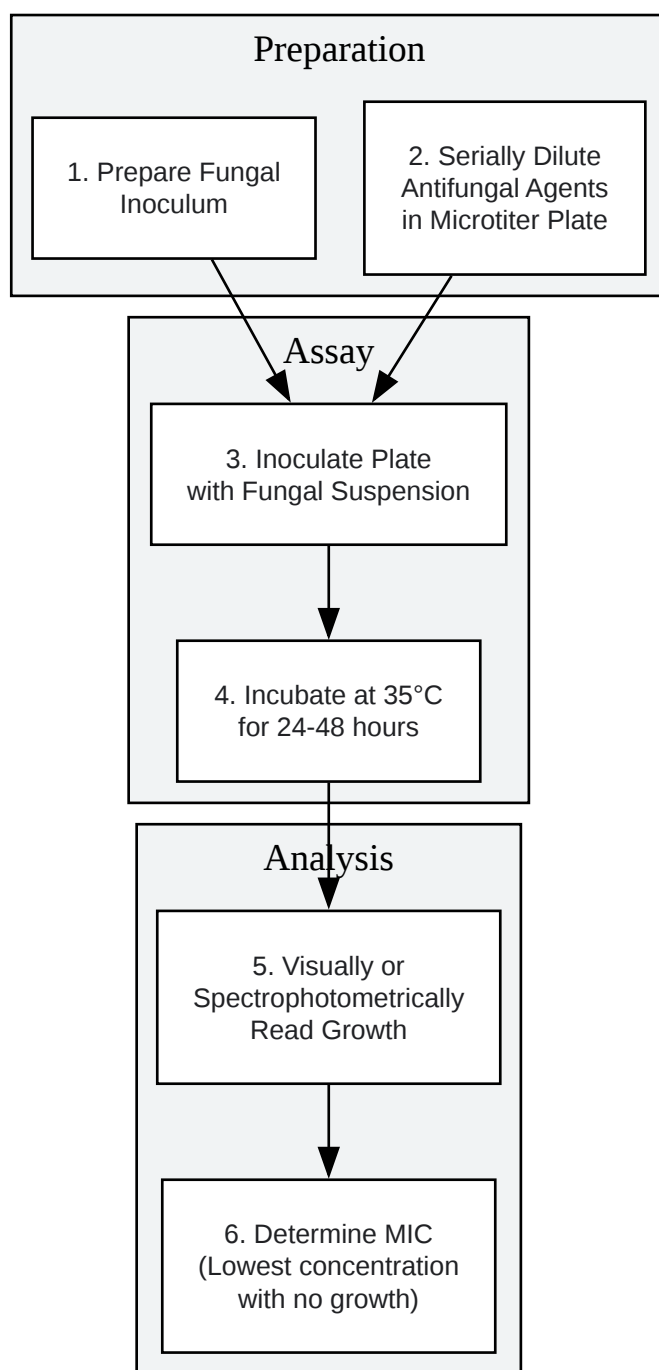 Preparation
1. Prepare Fungal
Inoculum
2. Serially Dilute
Antifungal Agents
in Microtiter Plate
Assay
3. Inoculate Plate
with Fungal Suspension
4. Incubate at 35°C
for 24-48 hours
Analysis
5. Visually or
Spectrophotometrically
Read Growth
6. Determine MIC
(Lowest concentration
with no growth)